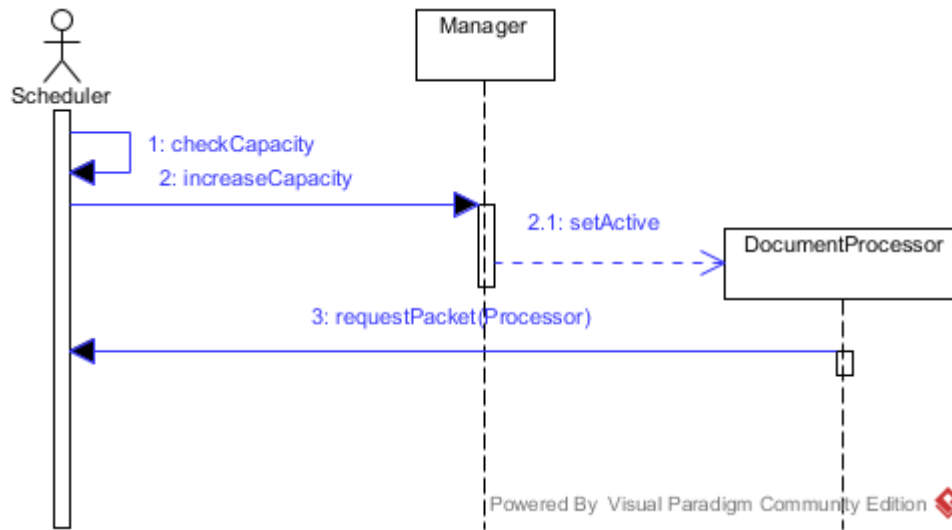 Manager
Scheduler
1: checkCapacity
2: increaseCapacity
2.1: setActive
DocumentProcessor
3: requestPacket(Processor)
Powered By Visual Paradigm Community Edition